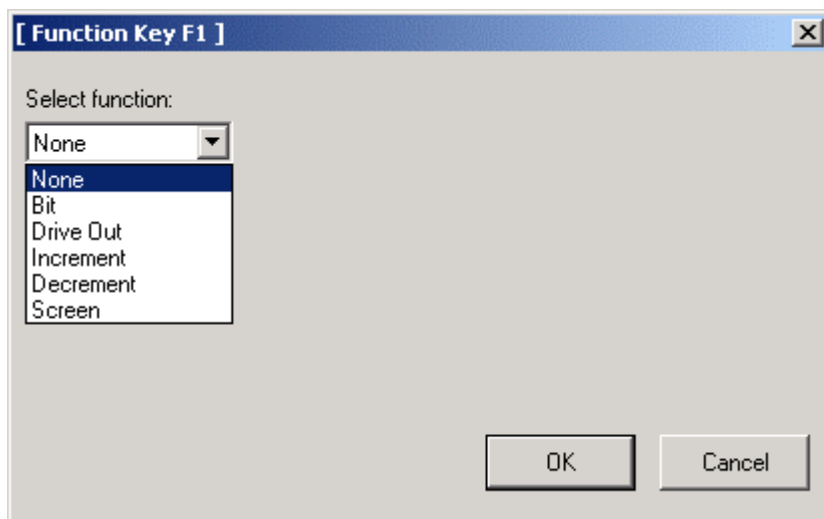 [ Function Key F1 ]
Select function:
None
None
Bit
Drive Out
Increment
Decrement
Screen
OK Cancel